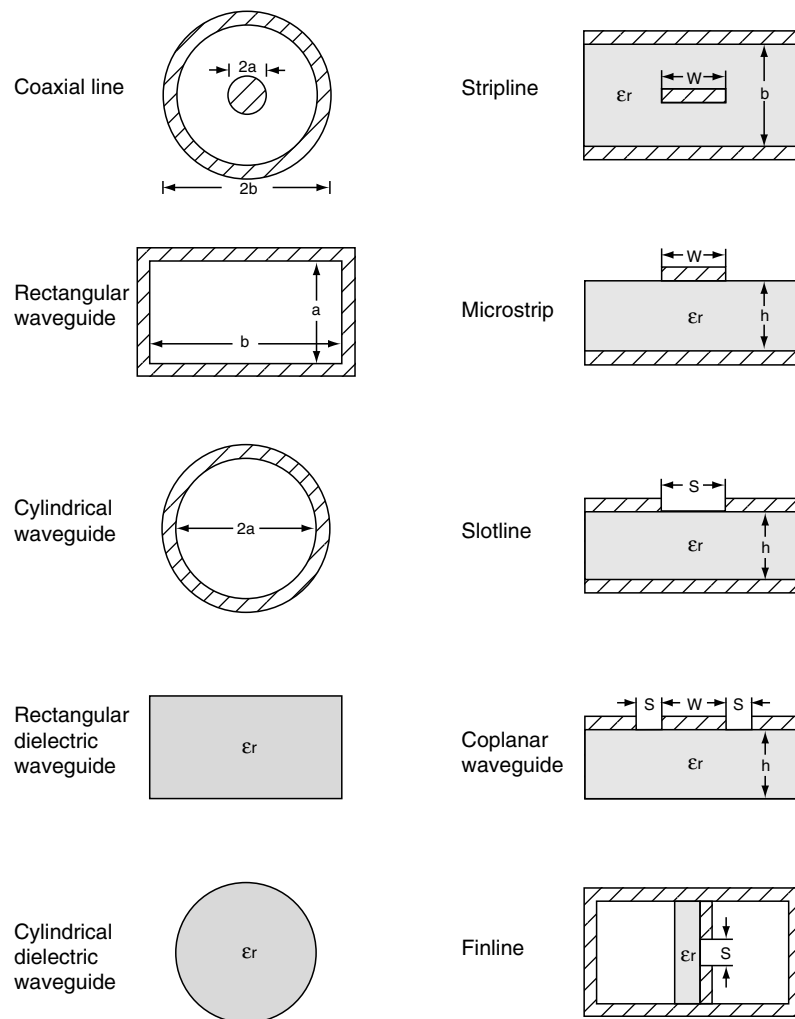 Coaxial line
2a
2b
Rectangular
waveguide
a
b
Cylindrical
waveguide
2a
Rectangular
dielectric
waveguide
εr
Cylindrical
dielectric
waveguide
εr
Stripline
W
εr
b
Microstrip
W
εr
h
Slotline
S
εr
h
Coplanar
waveguide
S W S
εr
h
Finline
εr
S